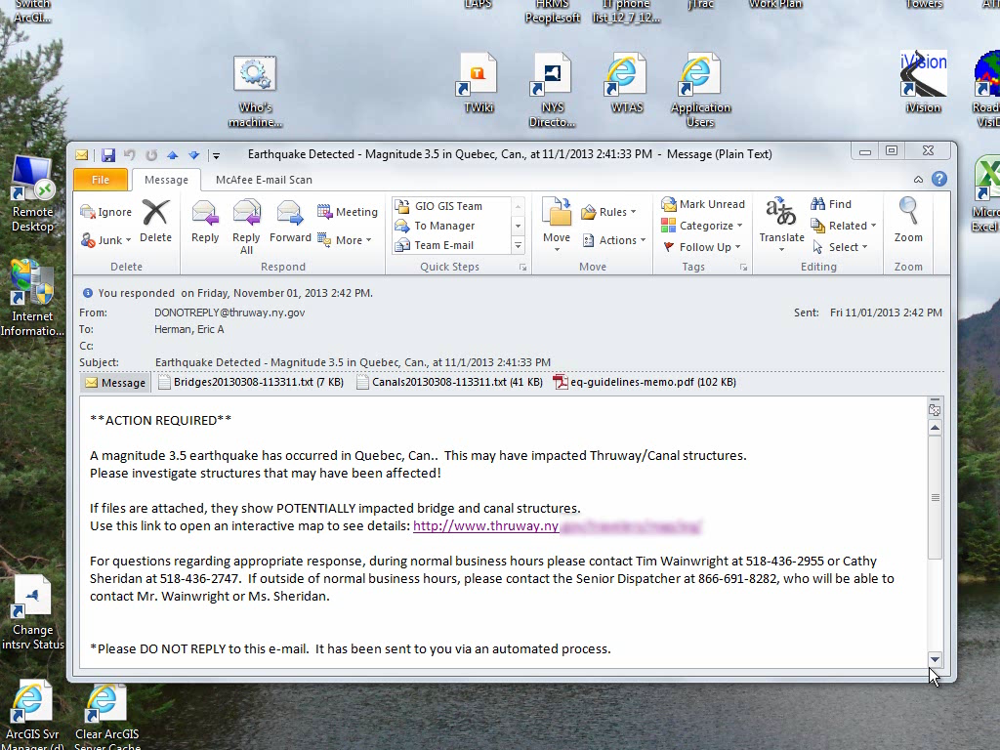 Switch
ArcGI...
LAPS
HRMS
Peoplesoft
IT phone
list_12_7_12...
jTrac
Work Plan
Towers
Who's
machine...
T
TWiki
NYS
Directo...
WTAS
Application
Users
iVision
iVision
Road
VisiD
Remote
Desktop
Internet
Informatio...
Micro
Excel
Change
intsrv Status
ArcGIS Svr
Manager (d)
Clear ArcGIS
Server Cache
Earthquake Detected - Magnitude 3.5 in Quebec, Can., at 11/1/2013 2:41:33 PM - Message (Plain Text)
File
Message
McAfee E-mail Scan
Ignore
Junk
Delete
Delete
Reply
Reply
All
Forward
Meeting
More
Respond
GIO GIS Team
To Manager
Team E-mail
Quick Steps
Move
Rules
Actions
Move
Mark Unread
Categorize
Follow Up
Tags
Translate
Find
Related
Select
Editing
Zoom
Zoom
You responded on Friday, November 01, 2013 2:42 PM.
From: DONOTREPLY@thruway.ny.gov Sent: Fri 11/01/2013 2:42 PM
To: Herman, Eric A
Cc:
Subject: Earthquake Detected - Magnitude 3.5 in Quebec, Can., at 11/1/2013 2:41:33 PM
Message Bridges20130308-113311.txt (7 KB) Canals20130308-113311.txt (41 KB) eq-guidelines-memo.pdf (102 KB)
**ACTION REQUIRED**
A magnitude 3.5 earthquake has occurred in Quebec, Can.. This may have impacted Thruway/Canal structures.
Please investigate structures that may have been affected!
If files are attached, they show POTENTIALLY impacted bridge and canal structures.
Use this link to open an interactive map to see details: http://www.thruway.ny
For questions regarding appropriate response, during normal business hours please contact Tim Wainwright at 518-436-2955 or Cathy
Sheridan at 518-436-2747. If outside of normal business hours, please contact the Senior Dispatcher at 866-691-8282, who will be able to
contact Mr. Wainwright or Ms. Sheridan.
*Please DO NOT REPLY to this e-mail. It has been sent to you via an automated process.